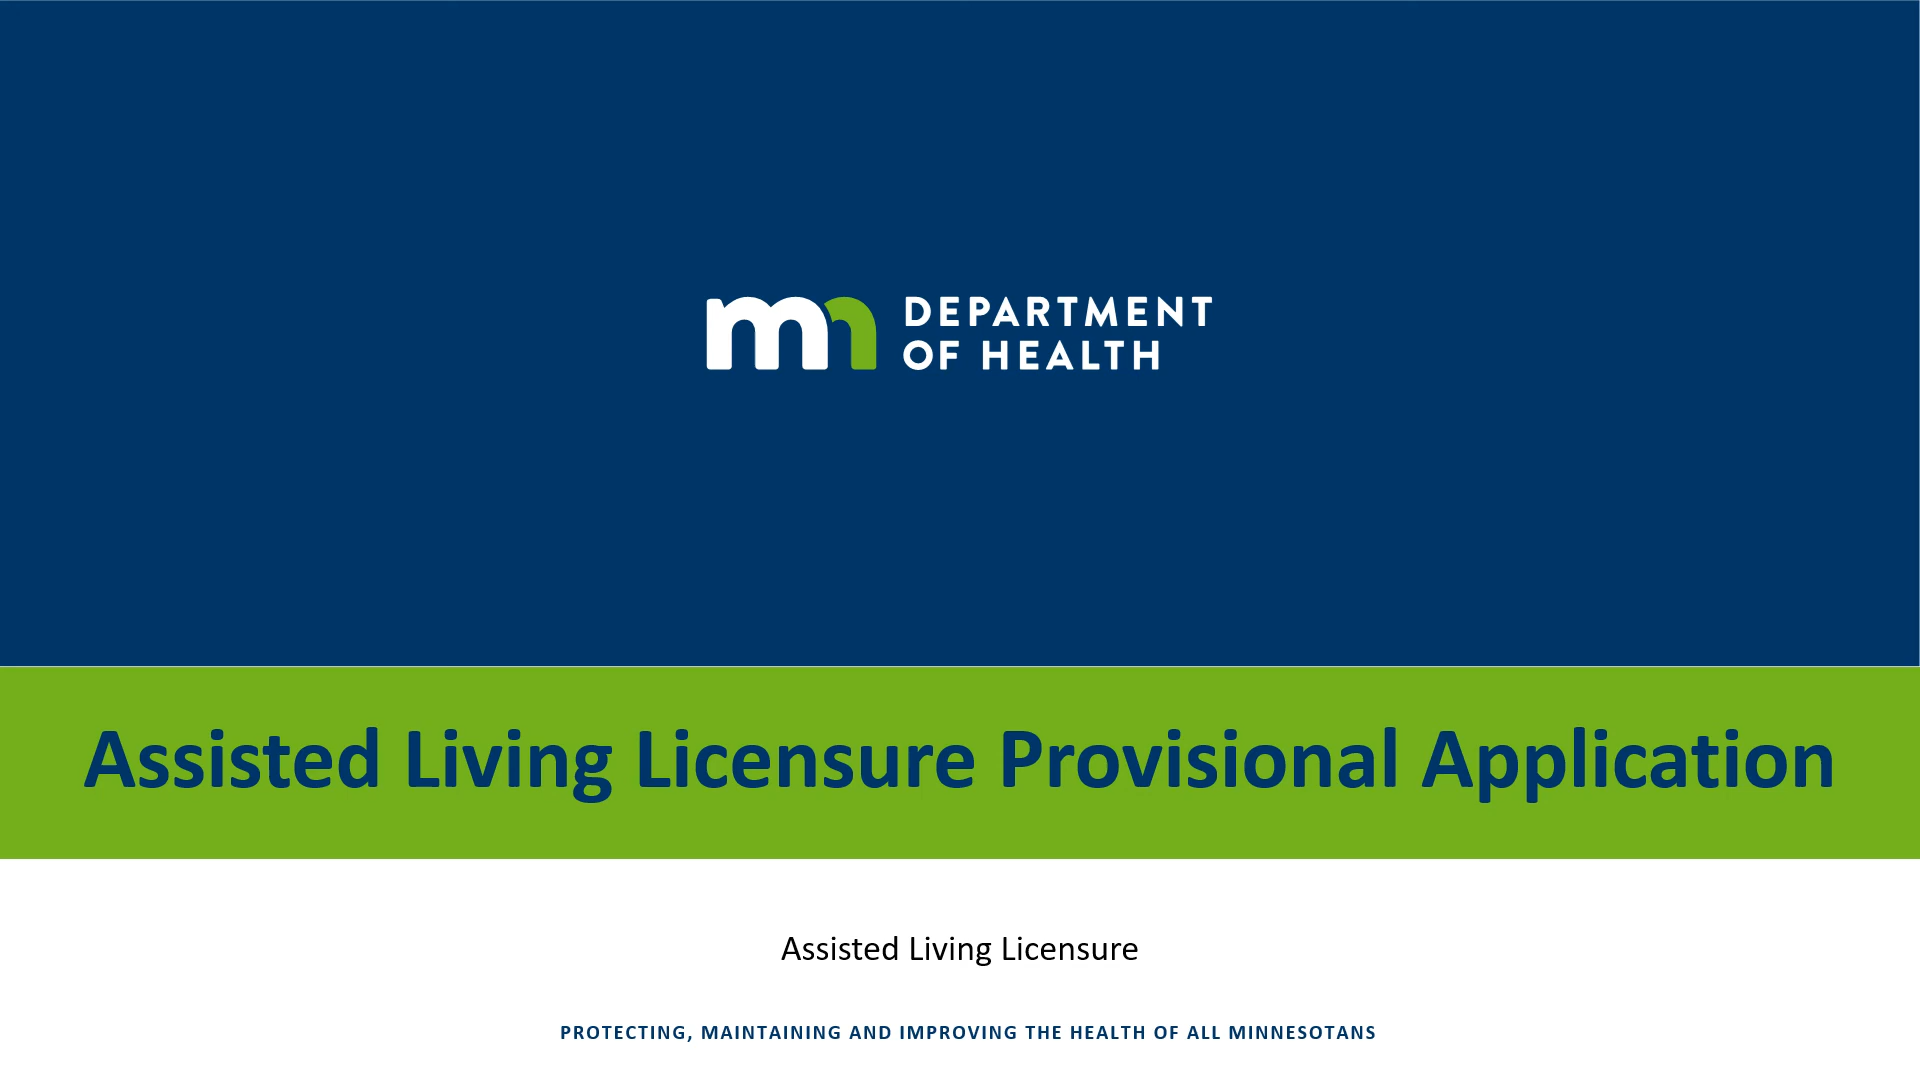 mn DEPARTMENT
OF HEALTH
Assisted Living Licensure Provisional Application
Assisted Living Licensure
PROTECTING, MAINTAINING AND IMPROVING THE HEALTH OF ALL MINNESOTANS